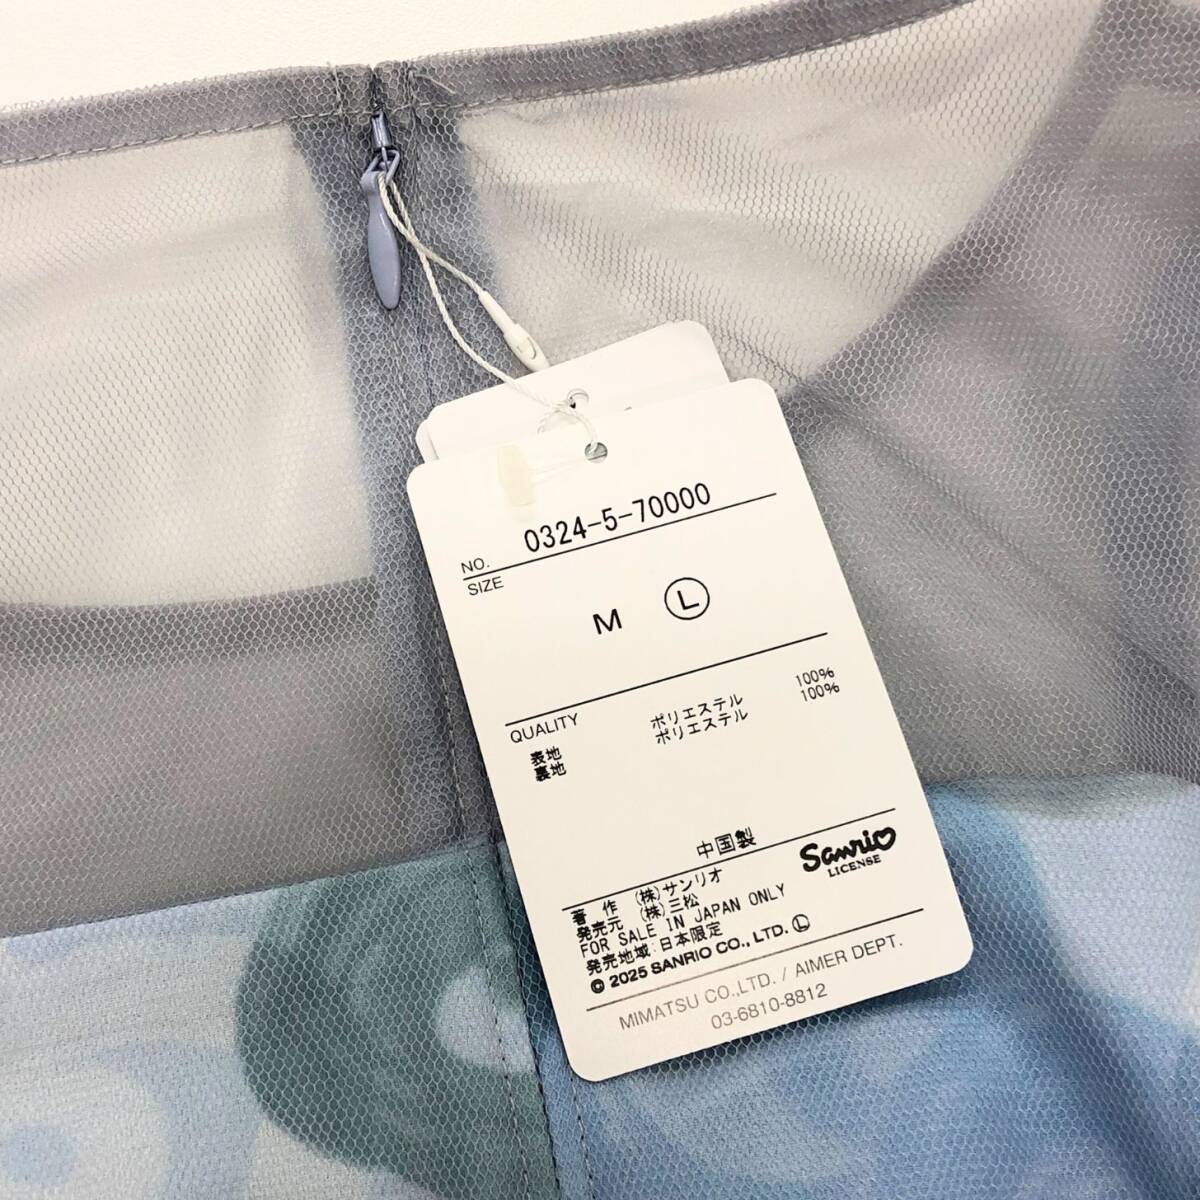 NO. 0324-5-70000
SIZE
M Ⓛ
QUALITY
表地 ポリエステル 100%
裏地 ポリエステル 100%
中国製
著 作 (株)サンリオ
発売元 (株)三松
FOR SALE IN JAPAN ONLY
発売地域:日本限定
© 2025 SANRIO CO., LTD. Ⓛ
Sanrio
LICENSE
MIMATSU CO.,LTD. / AIMER DEPT.
03-6810-8812